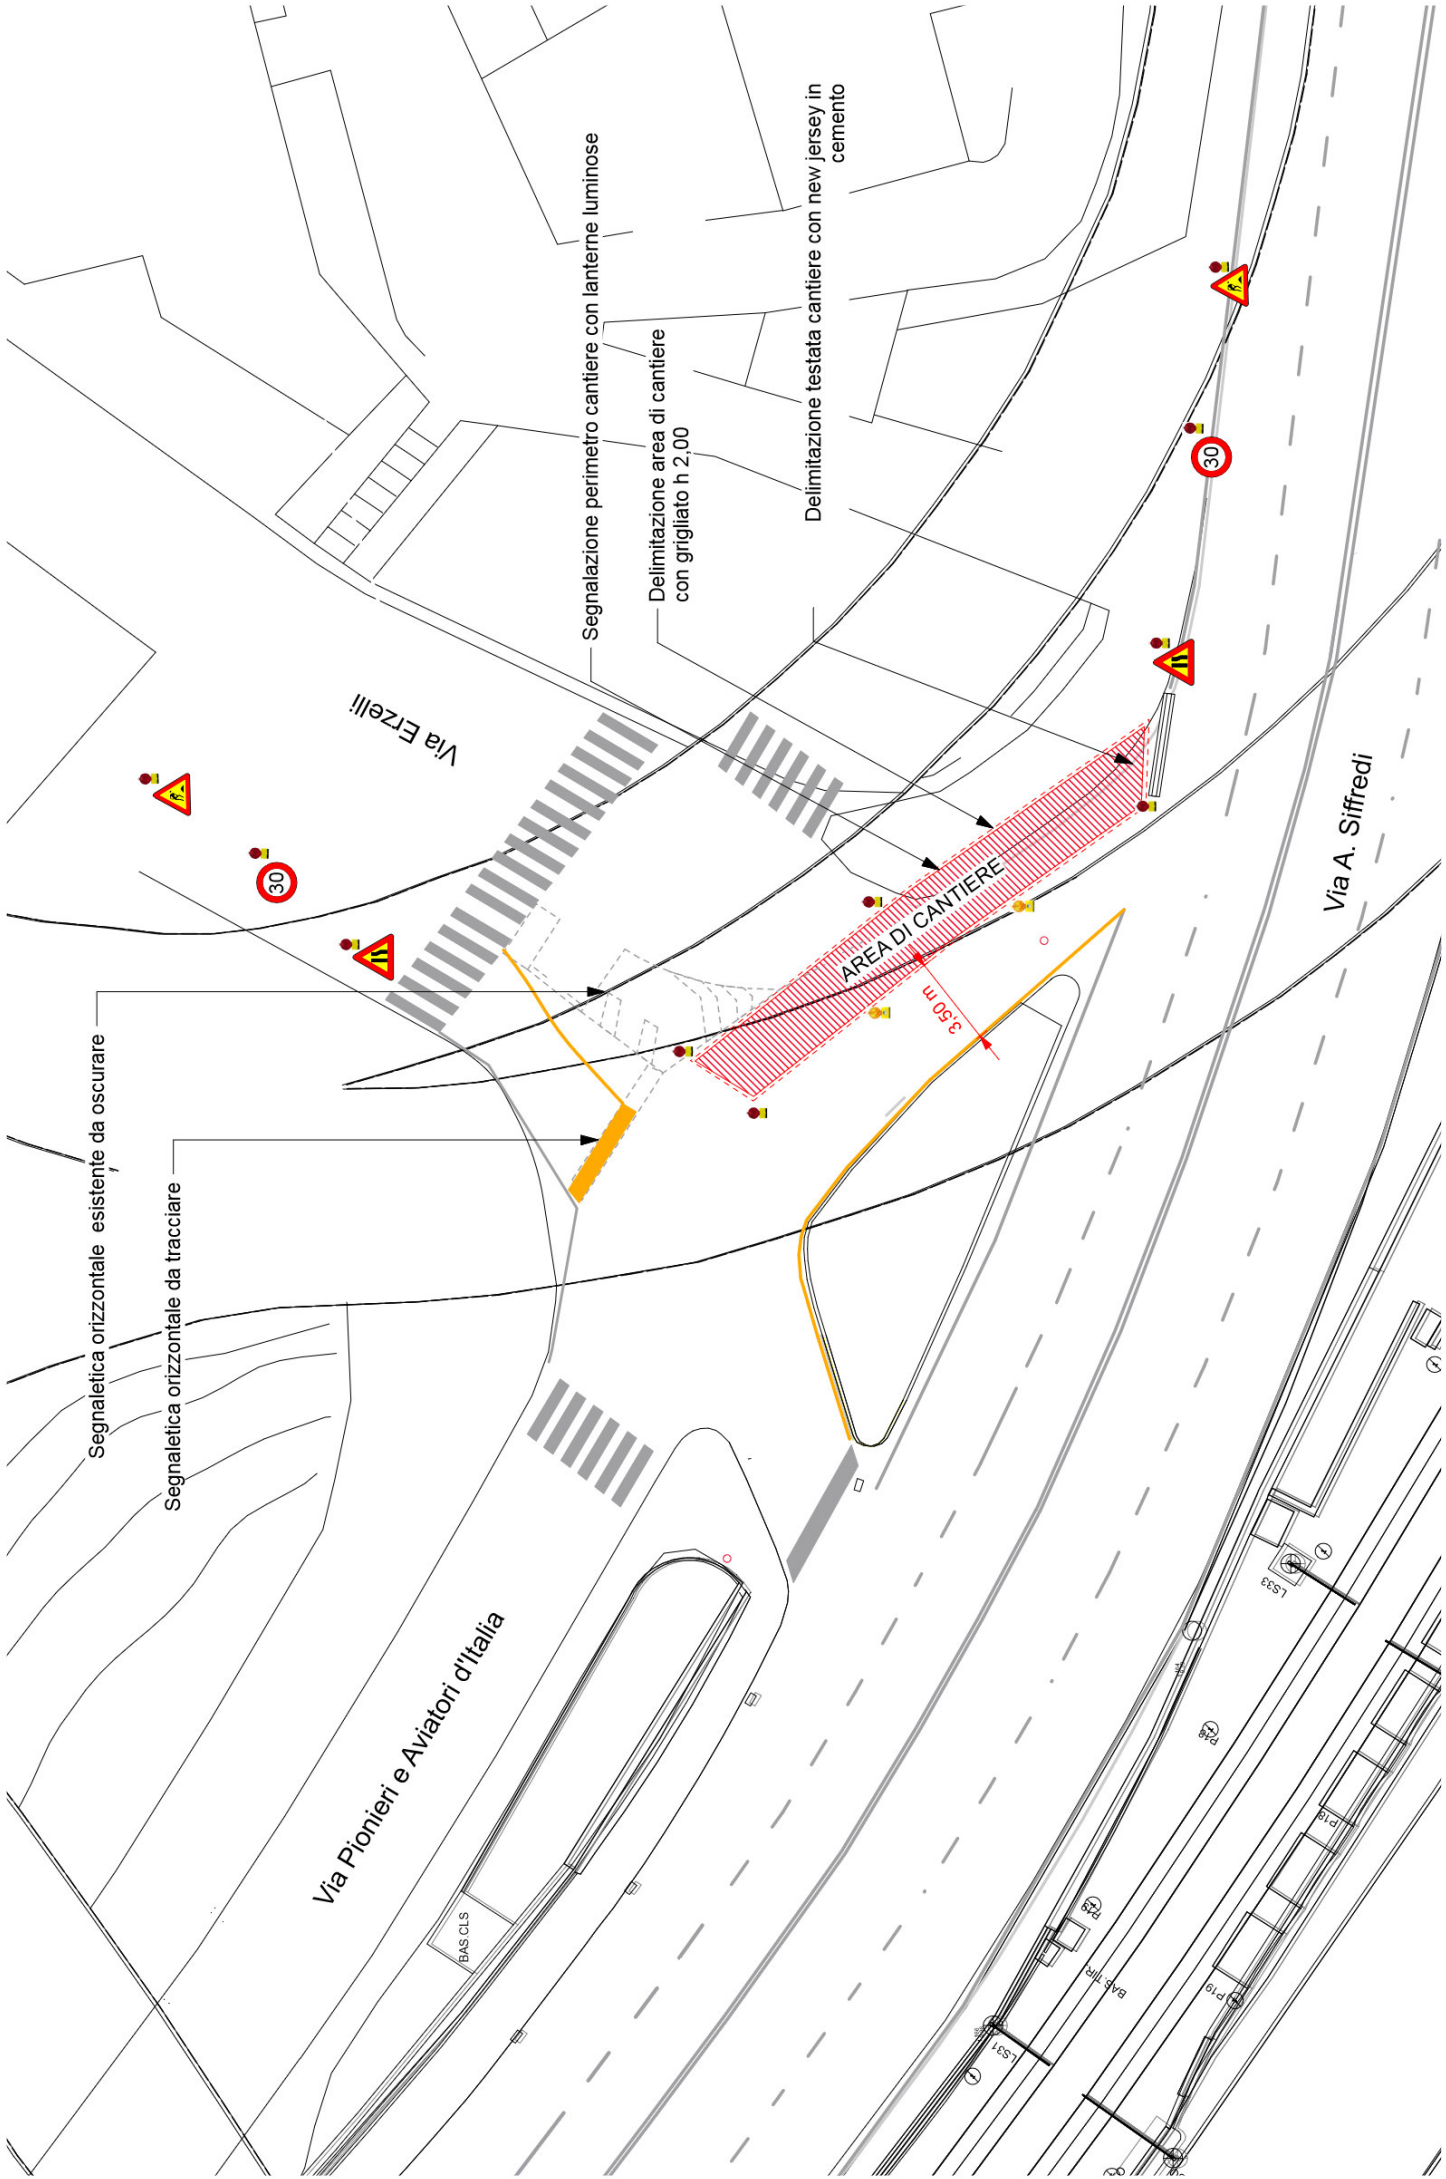 Segnaletica orizzontale esistente da oscurare
Segnaletica orizzontale da tracciare
Segnalazione perimetro cantiere con lanterne luminose
Delimitazione area di cantiere
con grigliato h 2,00
Delimitazione testata cantiere con new jersey in
cemento
Via Erzelli
30
30
AREA DI CANTIERE
3,50 m
Via A. Siffredi
Via Pionieri e Aviatori d'Italia
BAS.CLS
LS33
P18
P19
BAS.TIR.
P19
LS31